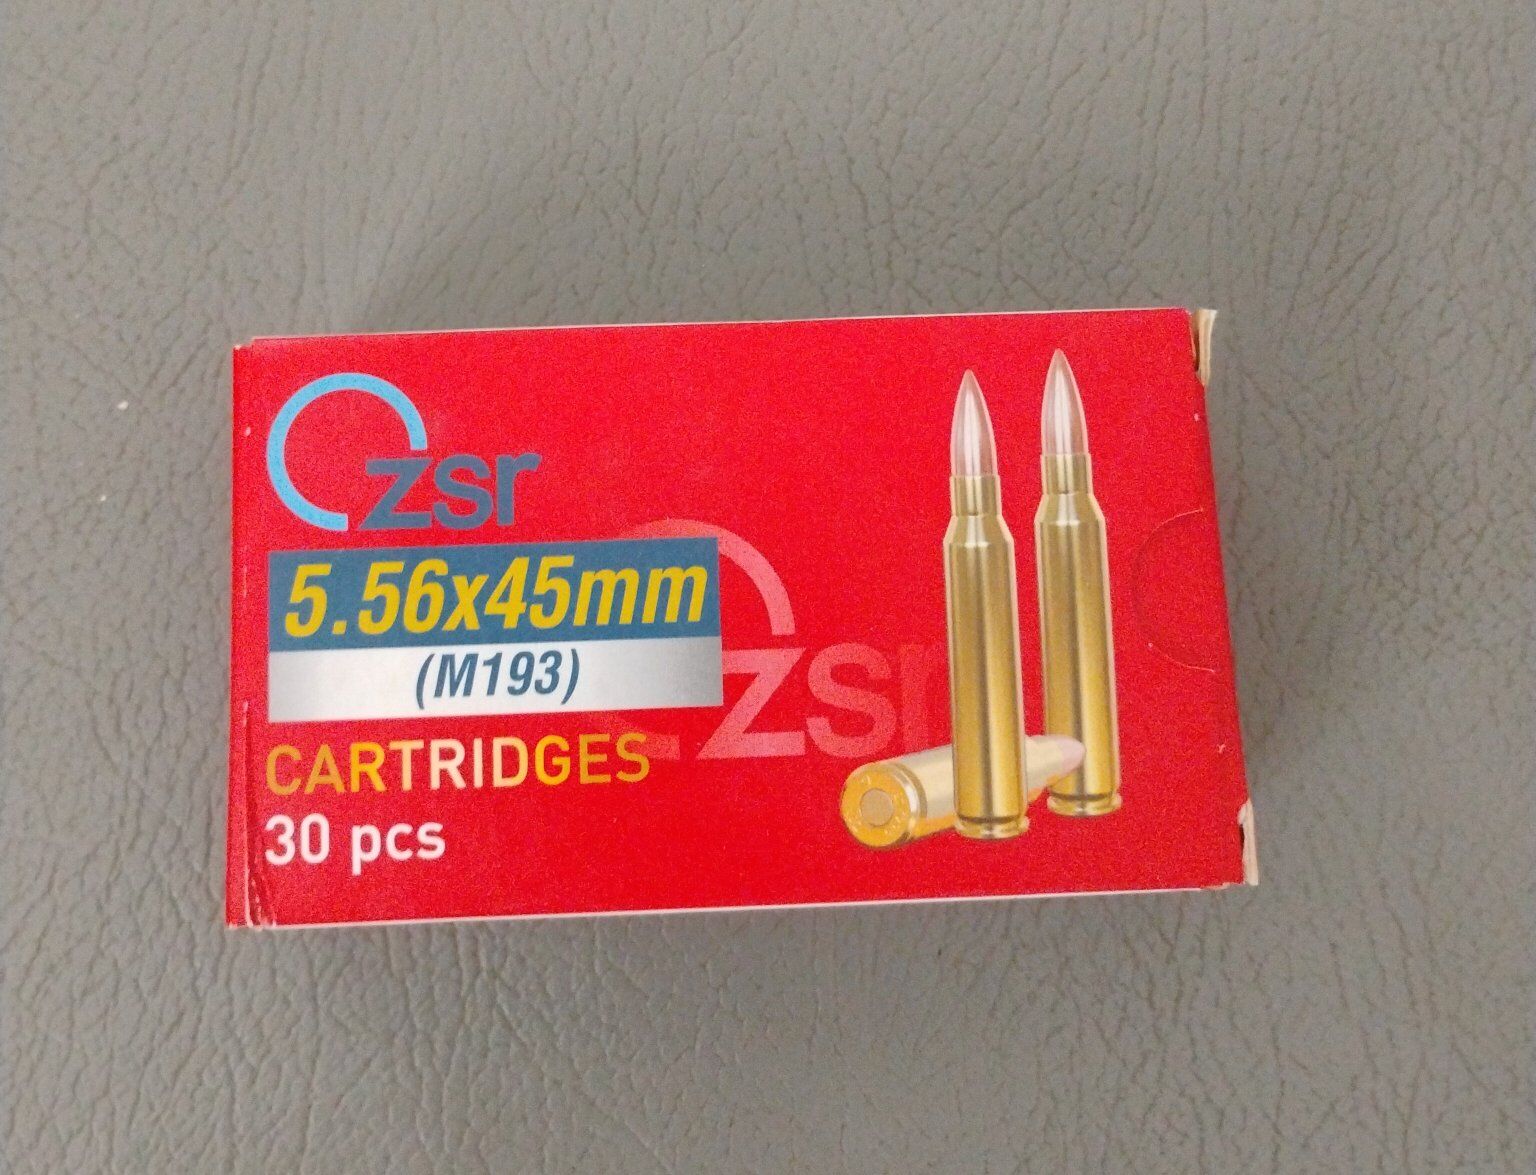 zsr
5.56x45mm
(M193)
zsr
CARTRIDGES
30 pcs